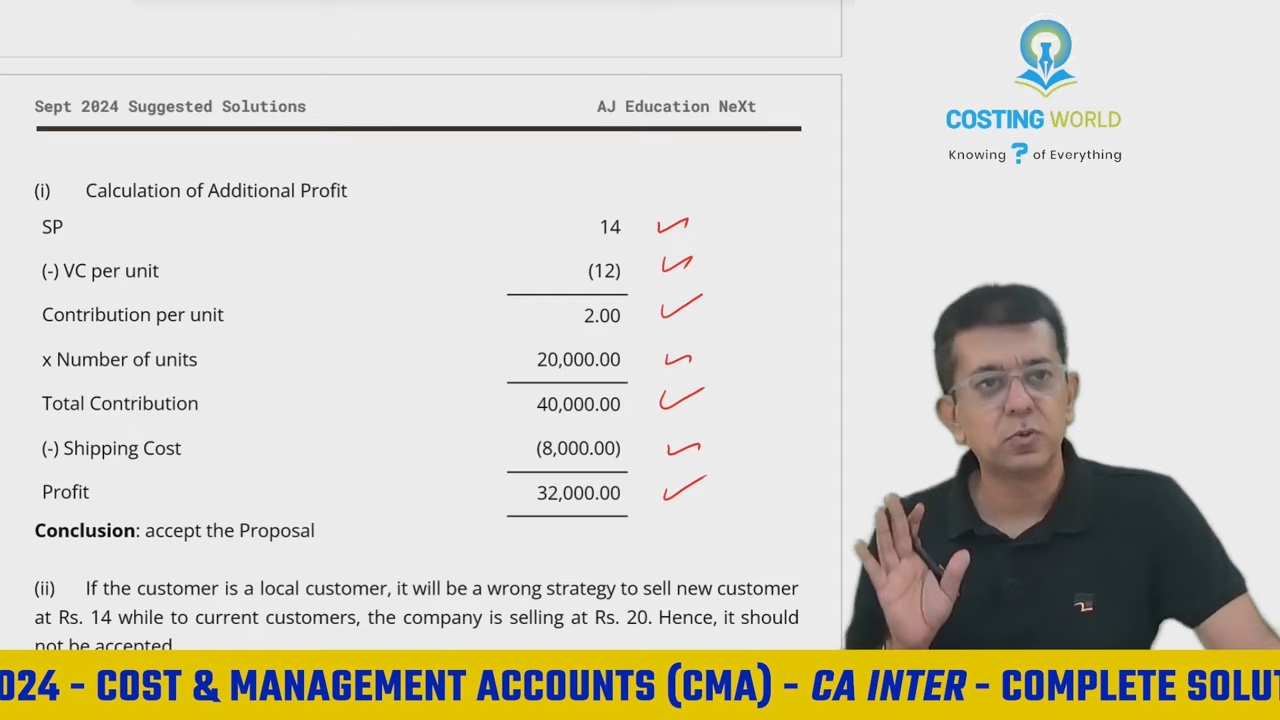 Sept 2024 Suggested Solutions AJ Education NeXt
COSTING WORLD
Knowing ? of Everything
(i) Calculation of Additional Profit
SP 14
(-) VC per unit (12)
Contribution per unit 2.00
x Number of units 20,000.00
Total Contribution 40,000.00
(-) Shipping Cost (8,000.00)
Profit 32,000.00
Conclusion: accept the Proposal
(ii) If the customer is a local customer, it will be a wrong strategy to sell new customer
at Rs. 14 while to current customers, the company is selling at Rs. 20. Hence, it should
not be accepted
024 - COST & MANAGEMENT ACCOUNTS (CMA) - CA INTER - COMPLETE SOLUT